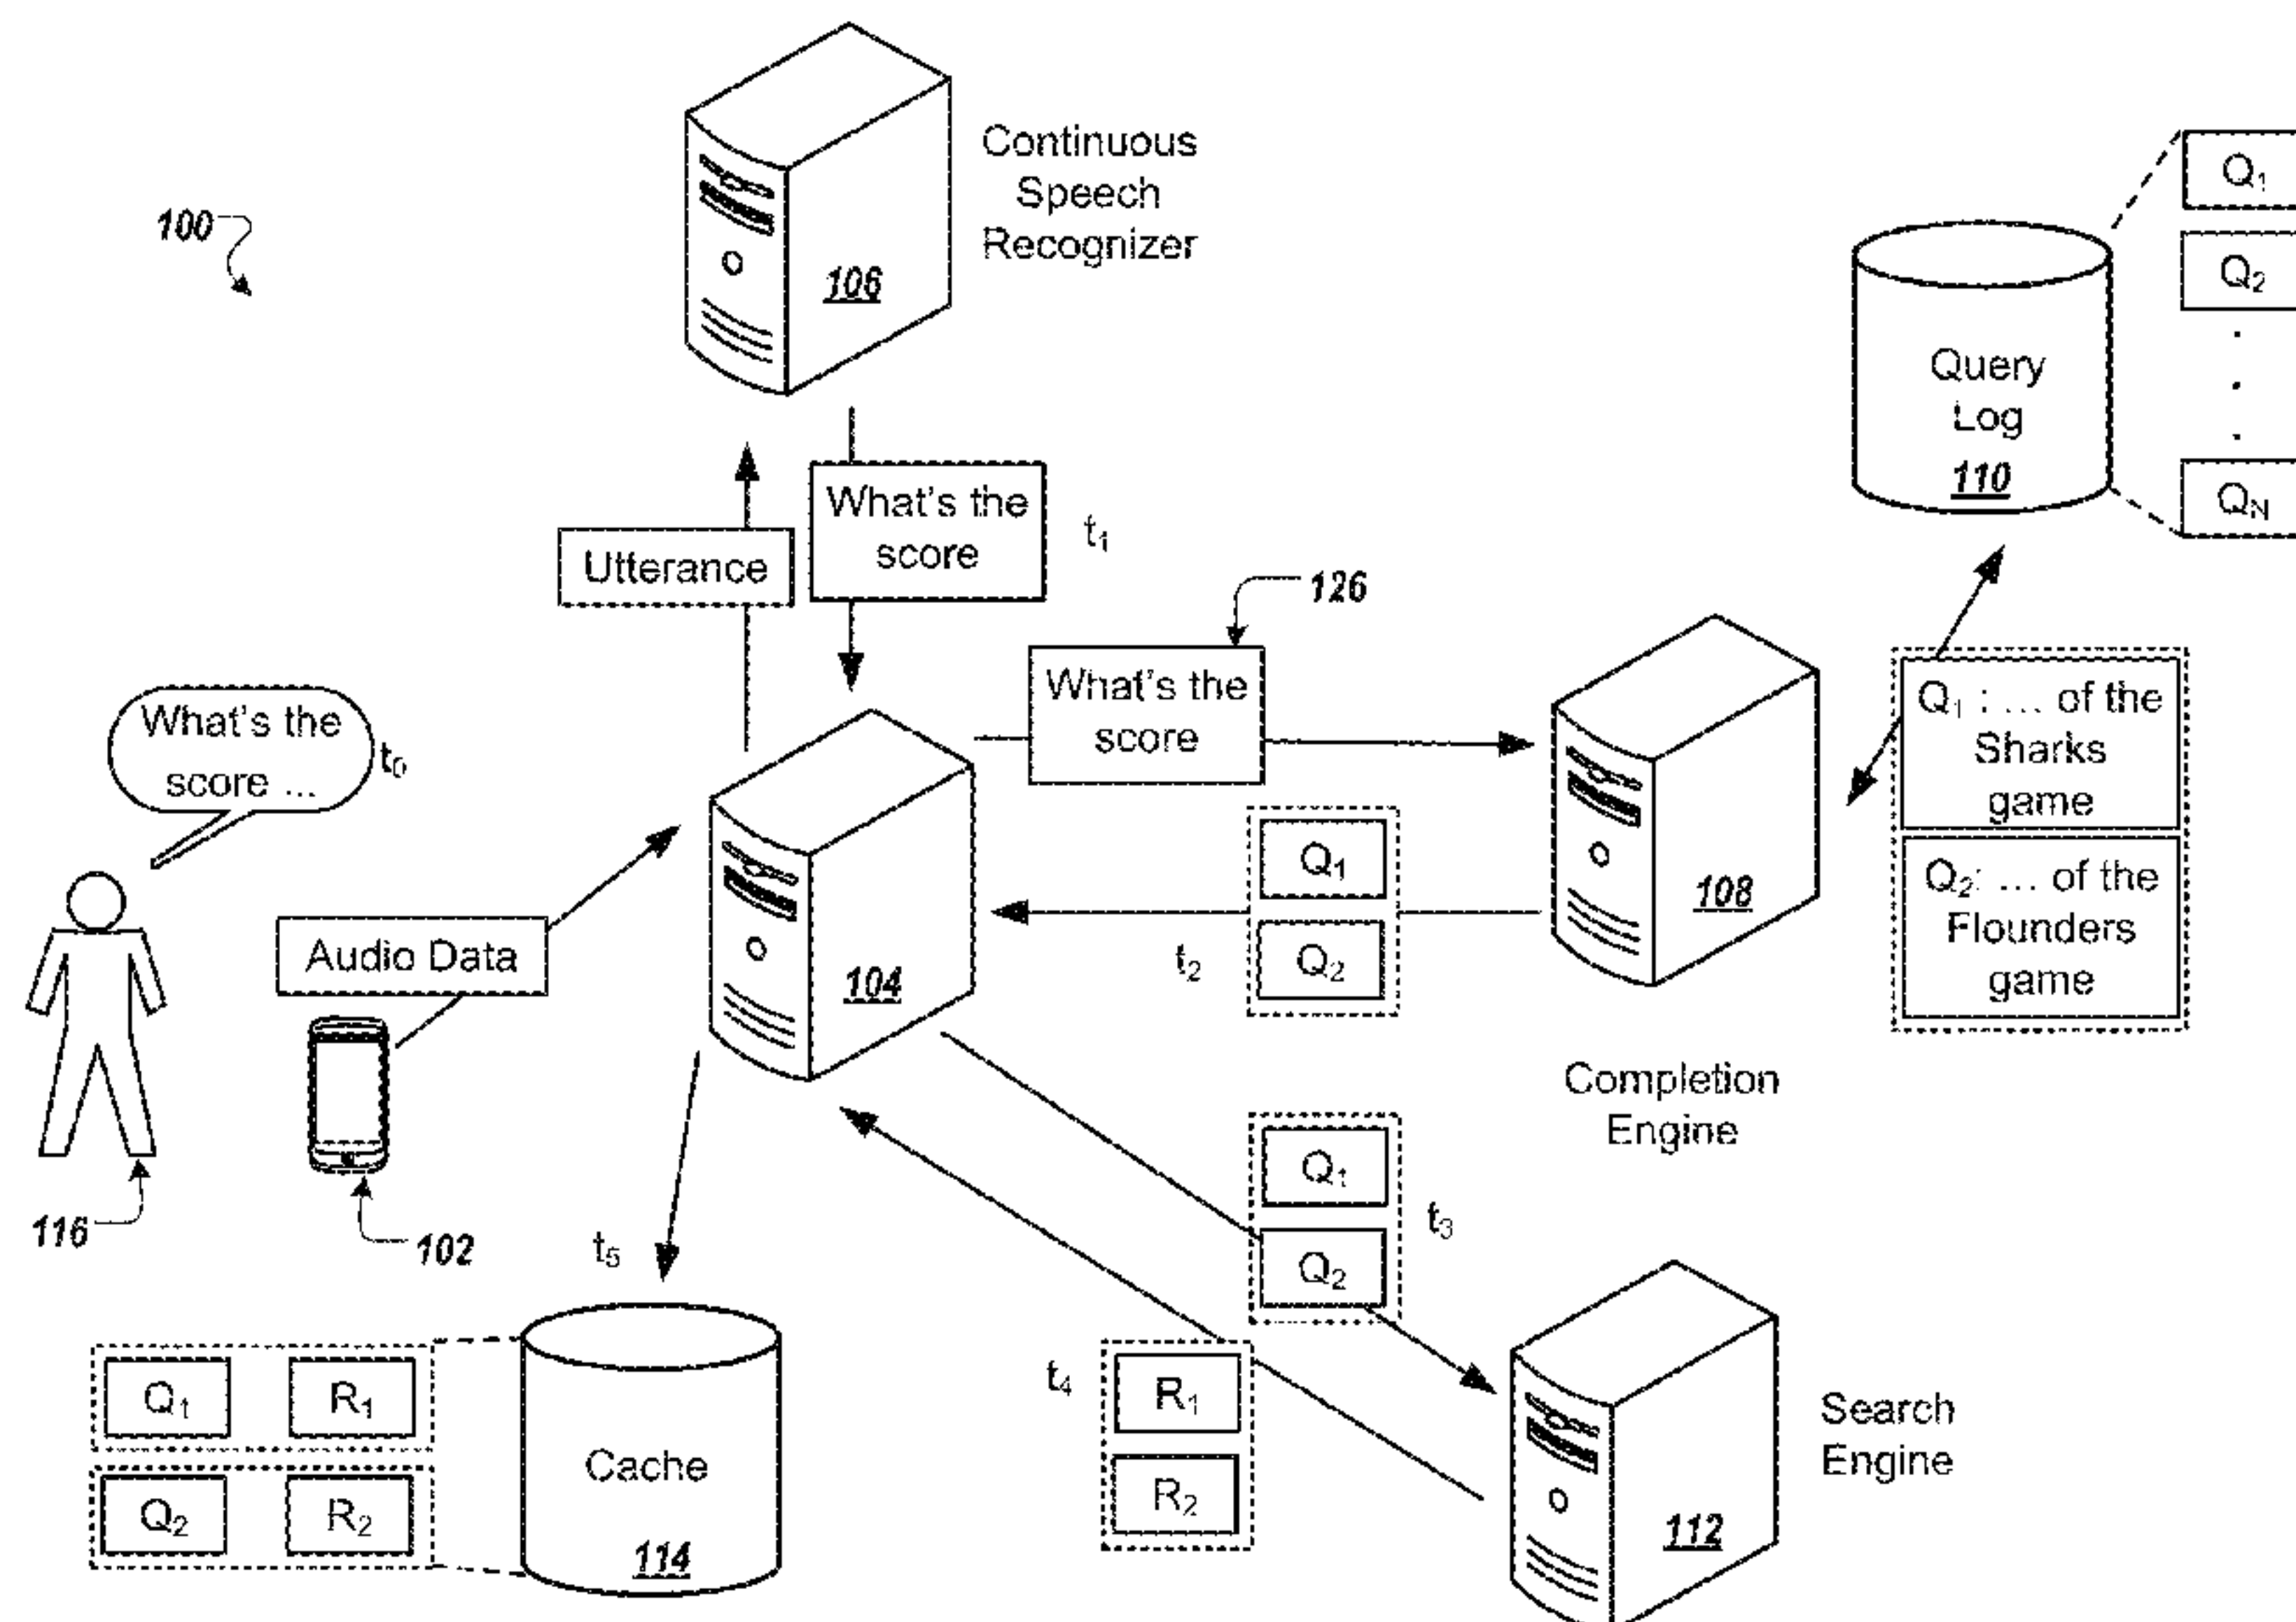 100
Continuous
Speech
Recognizer
106
Q₁
Q₂
.
.
.
Q_N
Query
Log
110
Utterance
What's the
score
t₁
126
What's the
score
What's the
score ...
t₀
Q₁ : ... of the
Sharks
game
Q₂: ... of the
Flounders
game
108
Completion
Engine
Q₁
Q₂
t₂
104
Audio Data
116
102
Q₁
Q₂
t₃
t₅
t₄
R₁
R₂
Search
Engine
112
Q₁ R₁
Q₂ R₂
Cache
114